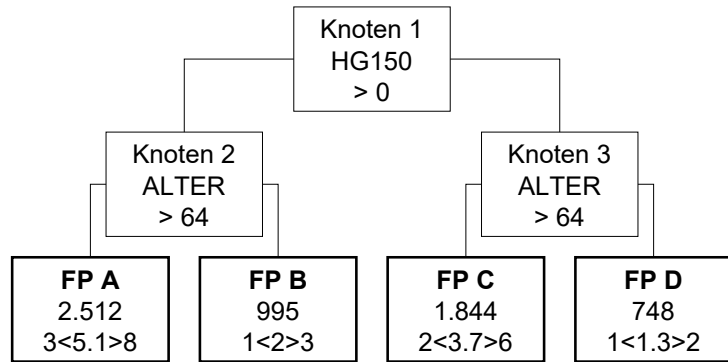 Knoten 1
HG150
> 0
Knoten 2
ALTER
> 64
Knoten 3
ALTER
> 64
FP A
2.512
3<5.1>8
FP B
995
1<2>3
FP C
1.844
2<3.7>6
FP D
748
1<1.3>2